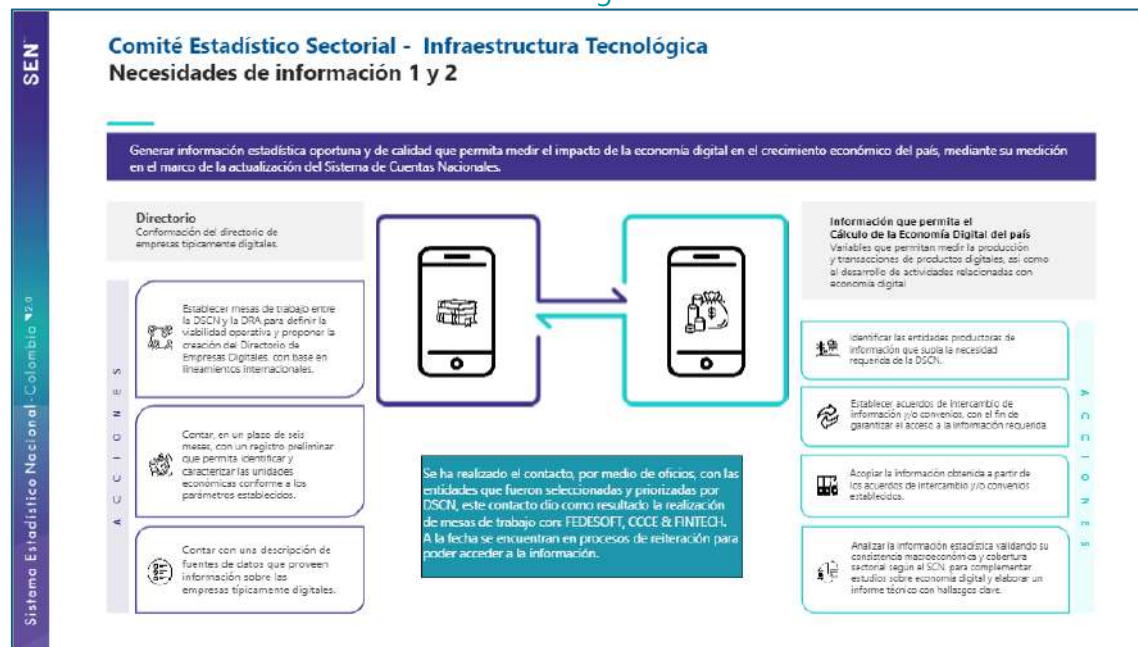 SEN
Sistema Estadístico Nacional - Colombia 2.0
Comité Estadístico Sectorial - Infraestructura Tecnológica
Necesidades de información 1 y 2
Generar información estadística oportuna y de calidad que permita medir el impacto de la economía digital en el crecimiento económico del país, mediante su medición
en el marco de la actualización del Sistema de Cuentas Nacionales.
Directorio
Conformación del directorio de
empresas típicamente digitales.
ACCIONES
Establecer mesas de trabajo entre
la DSCN y la DRA para definir la
viabilidad operativa y proponer la
creación del Directorio de
Empresas Digitales, con base en
lineamientos internacionales.
Contar, en un plazo de seis
meses, con un registro preliminar
que permita identificar y
caracterizar las unidades
económicas conforme a los
parámetros establecidos.
Contar con una descripción de
fuentes de datos que proveen
información sobre las
empresas típicamente digitales.
Se ha realizado el contacto, por medio de oficios, con las
entidades que fueron seleccionadas y priorizadas por
DSCN, este contacto dio como resultado la realización
de mesas de trabajo con: FEDESOFT, CCCE & FINTECH.
A la fecha se encuentran en procesos de reiteración para
poder acceder a la información.
Información que permita el
Cálculo de la Economía Digital del país
Variables que permitan medir la producción
y transacciones de productos digitales, así como
el desarrollo de actividades relacionadas con
economía digital
Identificar las entidades productoras de
información que supla la necesidad
requerida de la DSCN.
Establecer acuerdos de intercambio de
información y/o convenios, con el fin de
garantizar el acceso a la información requerida.
Acopiar la información obtenida a partir de
los acuerdos de intercambio y/o convenios
establecidos.
Analizar la información estadística validando su
consistencia macroeconómica y cobertura
sectorial según el SCN, para complementar
estudios sobre economía digital y elaborar un
informe técnico con hallazgos clave.
ACCIONES